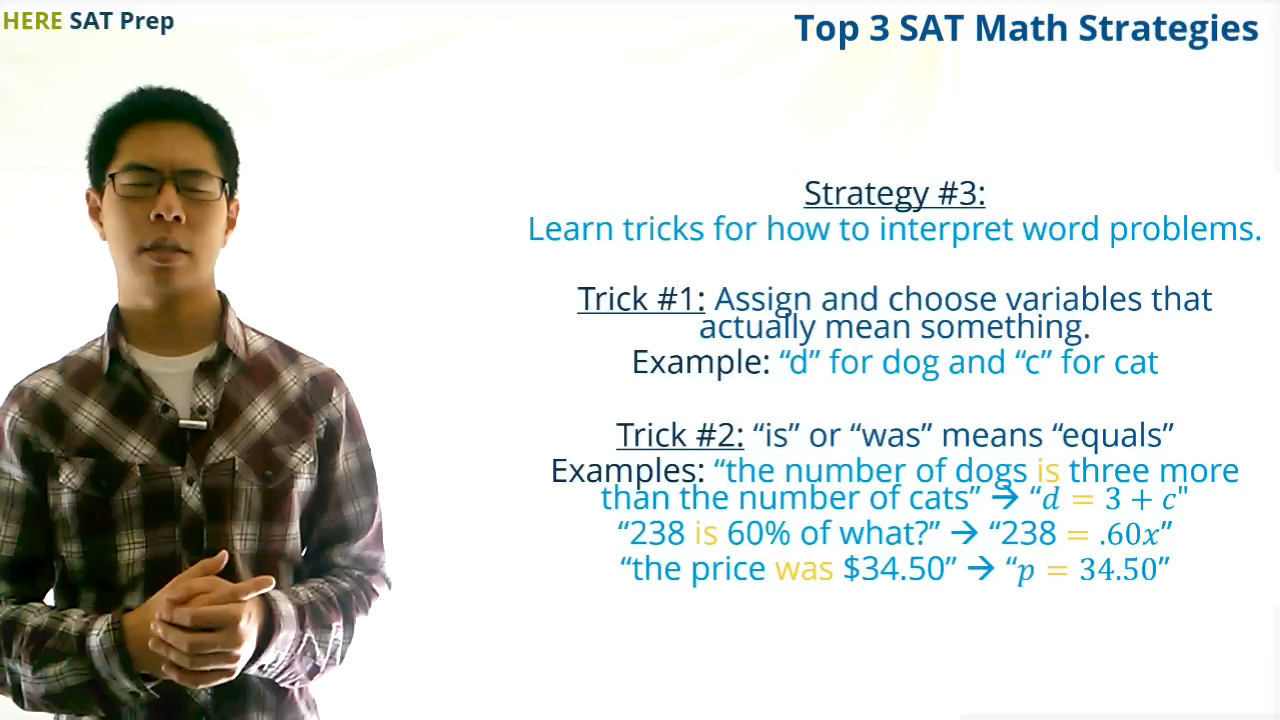 HERE SAT Prep
Top 3 SAT Math Strategies
Strategy #3:
Learn tricks for how to interpret word problems.
Trick #1: Assign and choose variables that
actually mean something.
Example: “d” for dog and “c” for cat
Trick #2: “is” or “was” means “equals”
Examples: “the number of dogs is three more
than the number of cats” → “d = 3 + c"
“238 is 60% of what?” → “238 = .60x”
“the price was $34.50” → “p = 34.50”